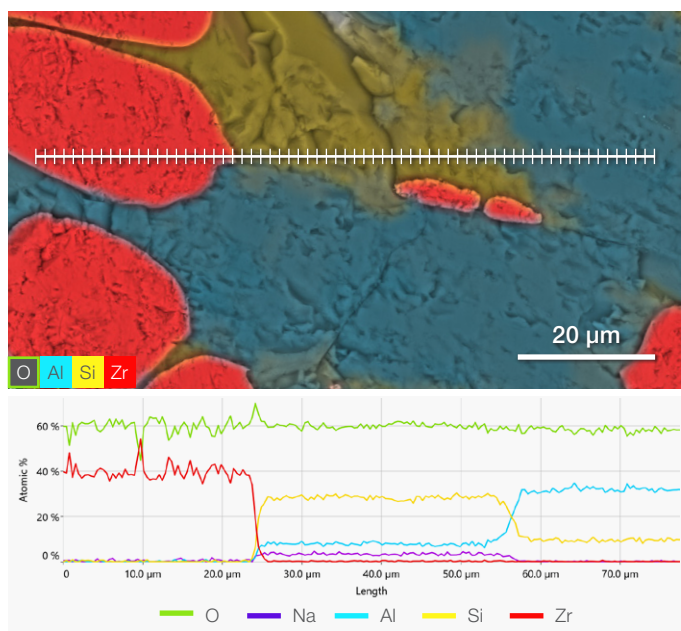 20 µm
O Al Si Zr
60 %
40 %
20 %
0 %
Atomic %
0 10.0 µm 20.0 µm 30.0 µm 40.0 µm 50.0 µm 60.0 µm 70.0 µm
Length
O Na Al Si Zr